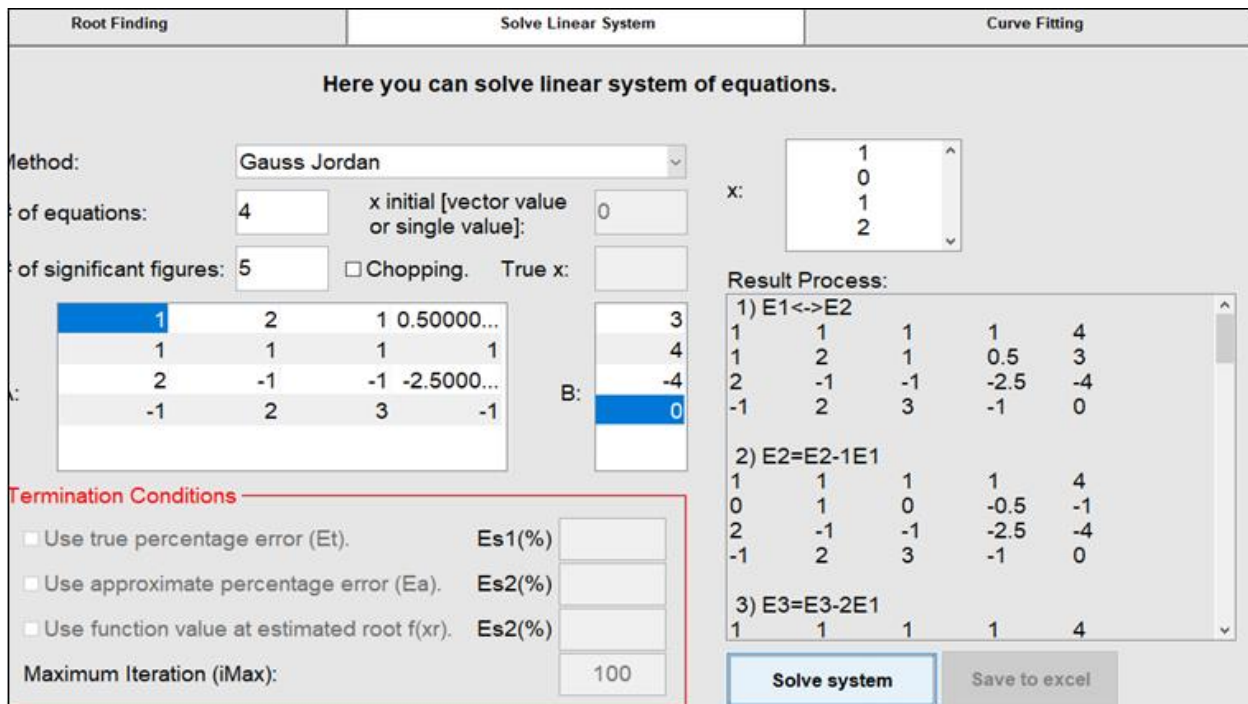 Root Finding Solve Linear System Curve Fitting
Here you can solve linear system of equations.
Method: Gauss Jordan
# of equations: 4 x initial [vector value or single value]: 0
# of significant figures: 5 Chopping. True x:
x:
1
0
1
2
A:
1 2 1 0.50000...
1 1 1 1
2 -1 -1 -2.5000...
-1 2 3 -1
B:
3
4
-4
0
Termination Conditions
Use true percentage error (Et). Es1(%)
Use approximate percentage error (Ea). Es2(%)
Use function value at estimated root f(xr). Es2(%)
Maximum Iteration (iMax): 100
Result Process:
1) E1<->E2
1 1 1 1 4
1 2 1 0.5 3
2 -1 -1 -2.5 -4
-1 2 3 -1 0
2) E2=E2-1E1
1 1 1 1 4
0 1 0 -0.5 -1
2 -1 -1 -2.5 -4
-1 2 3 -1 0
3) E3=E3-2E1
1 1 1 1 4
Solve system Save to excel